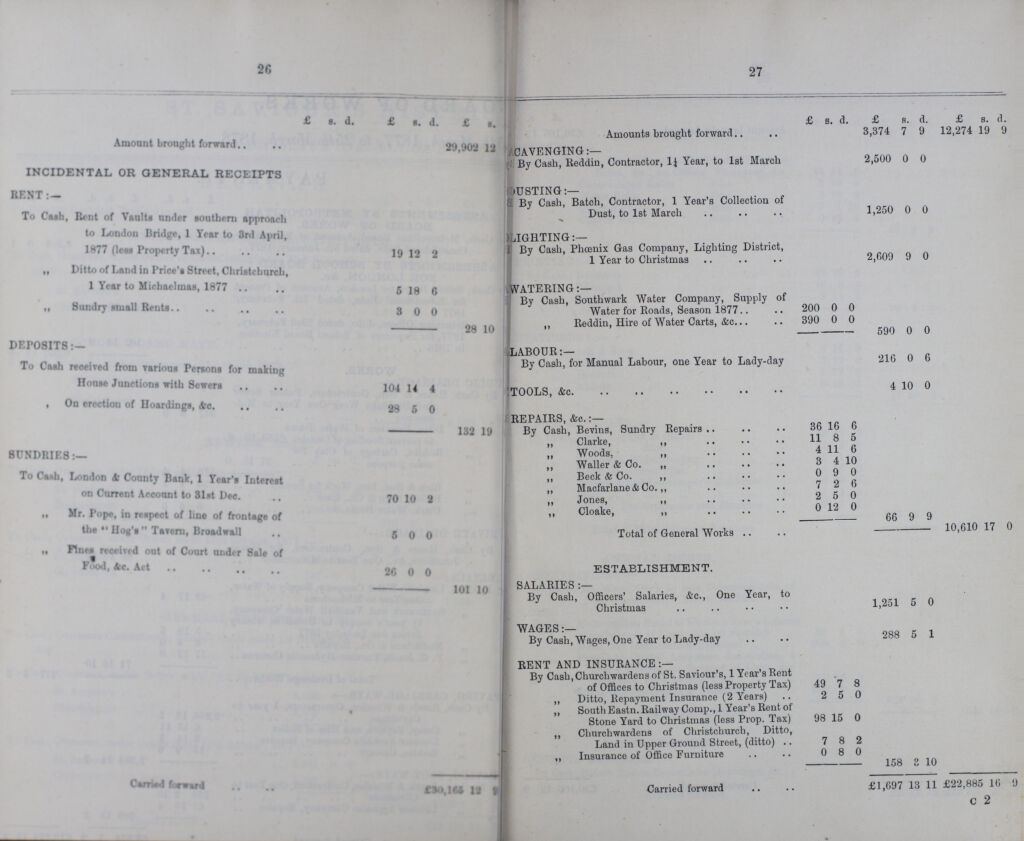 26
£ s. d. £ s. d. £ s.
Amount brought forward.. .. 29,902 12
INCIDENTAL OR GENERAL RECEIPTS
RENT:—
To Cash, Rent of Vaults under southern approach
to London Bridge, 1 Year to 3rd April,
1877 (less Property Tax).. .. .. 19 12 2
„ Ditto of Land in Price's Street, Christchurch,
1 Year to Michaelmas, 1877 .. .. 5 18 6
„ Sundry small Rents.. .. .. .. 3 0 0
28 10
DEPOSITS:—
To Cash received from various Persons for making
House Junctions with Sewers .. .. 104 14 4
, On erection of Hoardings, &c. .. .. 28 5 0
132 19
SUNDRIES:—
To Cash, London & County Bank, 1 Year's Interest
on Current Account to 31st Dec. .. 70 10 2
„ Mr. Pope, in respect of line of frontage of
the "Hog's" Tavern, Broadwall .. 5 0 0
„ Fines received out of Court under Sale of
Food, &c. Act .. .. .. .. 26 0 0
101 10
Carried forward .. .. £30,165 12 9
27
£ s. d. £ s. d. £ s. d.
Amounts brought forward.. .. 3,374 7 9 12,274 19 9
CAVENGING:—
By Cash, Reddin, Contractor, 1¼ Year, to 1st March 2,500 0 0
DUSTING:—
By Cash, Batch, Contractor, 1 Year's Collection of
Dust, to 1st March .. .. .. 1,250 0 0
LIGHTING:—
By Cash, Phœnix Gas Company, Lighting District,
1 Year to Christmas .. .. .. 2,609 9 0
WATERING:—
By Cash, Southwark Water Company, Supply of
Water for Roads, Season 1877.. .. 200 0 0
„ Reddin, Hire of Water Carts, &c... .. 390 0 0
590 0 0
LABOUR:—
By Cash, for Manual Labour, one Year to Lady-day 216 0 6
TOOLS, &c. .. .. .. .. .. .. 4 10 0
REPAIRS, &c.:—
By Cash, Bevins, Sundry Repairs .. .. .. 36 16 6
„ Clarke, „ .. .. .. 11 8 5
„ Woods, „ .. .. .. 4 11 6
„ Waller & Co. „ .. .. .. 3 4 10
„ Beck & Co. „ .. .. .. 0 9 0
„ Macfarlane & Co. „ .. .. .. 7 2 6
„ Jones, „ .. .. .. 2 5 0
„ Cloake, „ .. .. .. 0 12 0
66 9 9
Total of General Works .. .. 10,610 17 0
ESTABLISHMENT.
SALARIES:—
By Cash, Officers' Salaries, &c., One Year, to
Christmas .. .. .. .. 1,251 5 0
WAGES:—
By Cash, Wages, One Year to Lady-day .. .. 288 5 1
RENT AND INSURANCE:—
By Cash, Churchwardens of St. Saviour's, 1 Year's Rent
of Offices to Christmas (less Property Tax) 49 7 8
„ Ditto, Repayment Insurance (2 Years) .. 2 5 0
„ South Eastn. Railway Comp., 1 Year's Rent of
Stone Yard to Christmas (less Prop. Tax) 98 15 0
„ Churchwardens of Christchurch, Ditto,
Land in Upper Ground Street, (ditto) .. 7 8 2
„ Insurance of Office Furniture .. .. 0 8 0
158 3 10
Carried forward .. .. £1,697 13 11 £22,885 16 9
C 2